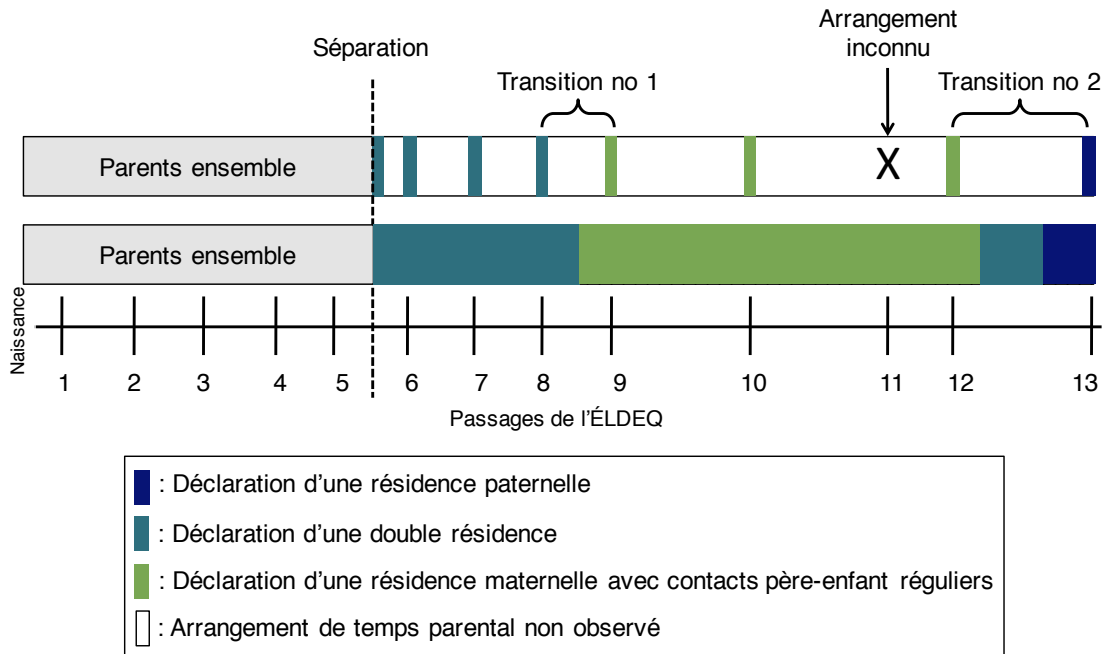 Arrangement
inconnu
Séparation
Transition no 1
Transition no 2
Parents ensemble
X
Parents ensemble
Naissance
1 2 3 4 5 6 7 8 9 10 11 12 13
Passages de l'ÉLDEQ
: Déclaration d'une résidence paternelle
: Déclaration d'une double résidence
: Déclaration d'une résidence maternelle avec contacts père-enfant réguliers
: Arrangement de temps parental non observé